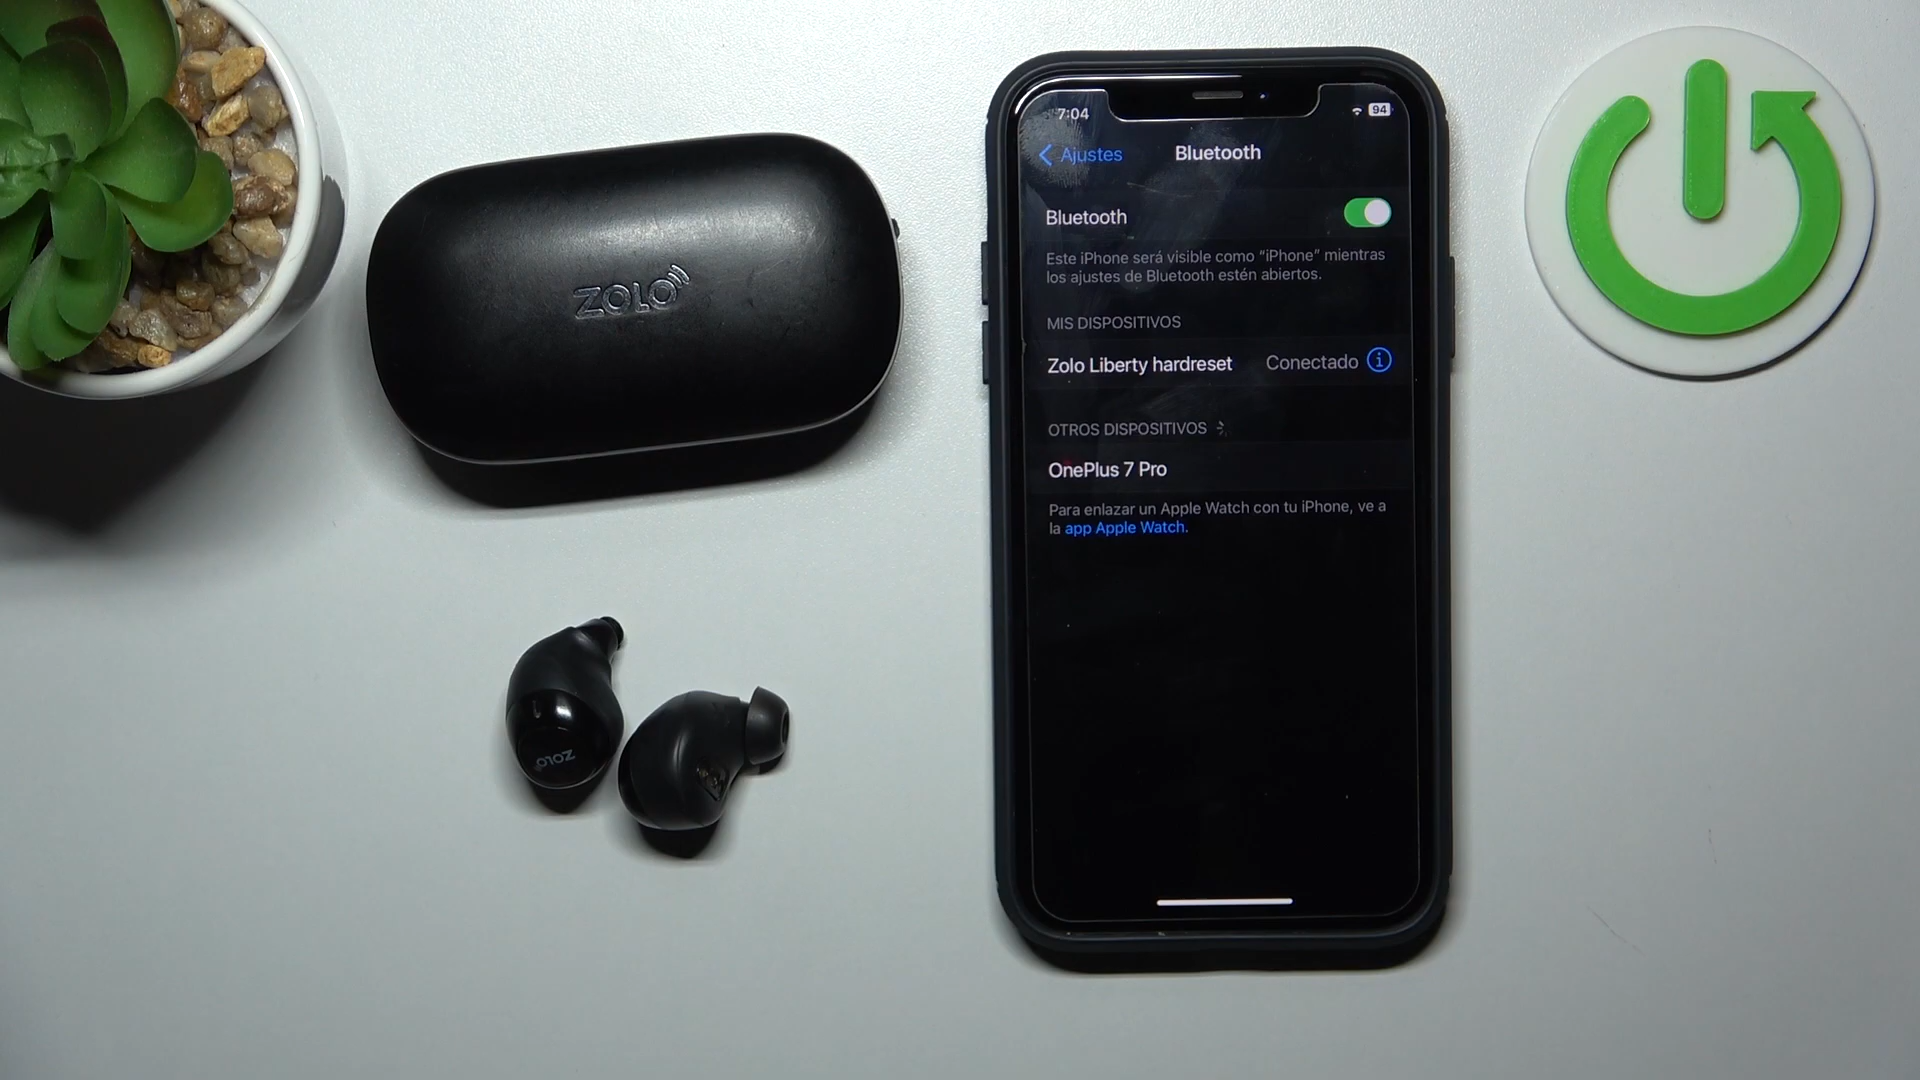 ZOLO
ZOLO
7:04
94
Ajustes
Bluetooth
Bluetooth
Este iPhone será visible como “iPhone” mientras
los ajustes de Bluetooth estén abiertos.
MIS DISPOSITIVOS
Zolo Liberty hardreset Conectado
OTROS DISPOSITIVOS
OnePlus 7 Pro
Para enlazar un Apple Watch con tu iPhone, ve a
la app Apple Watch.